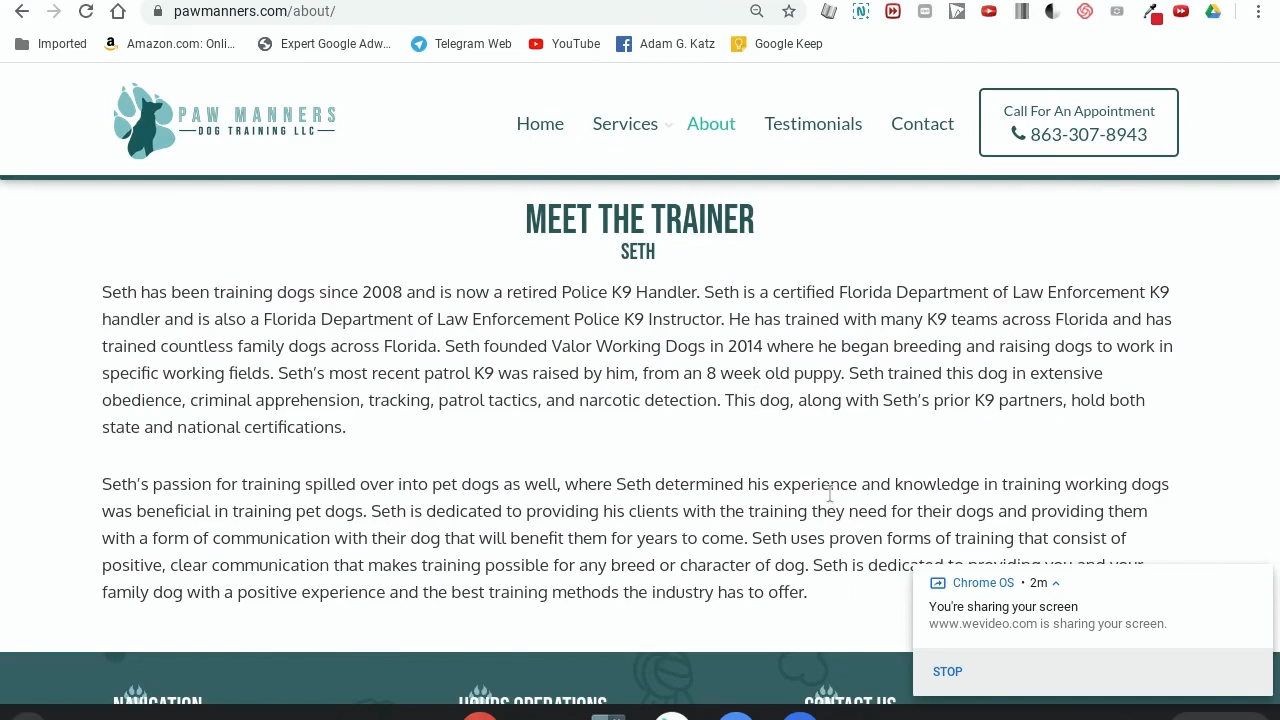 pawmanners.com/about/
Imported
Amazon.com: Onli...
Expert Google Adw...
Telegram Web
YouTube
Adam G. Katz
Google Keep
PAW MANNERS
DOG TRAINING LLC
Home
Services
About
Testimonials
Contact
Call For An Appointment
863-307-8943
MEET THE TRAINER
SETH
Seth has been training dogs since 2008 and is now a retired Police K9 Handler. Seth is a certified Florida Department of Law Enforcement K9
handler and is also a Florida Department of Law Enforcement Police K9 Instructor. He has trained with many K9 teams across Florida and has
trained countless family dogs across Florida. Seth founded Valor Working Dogs in 2014 where he began breeding and raising dogs to work in
specific working fields. Seth's most recent patrol K9 was raised by him, from an 8 week old puppy. Seth trained this dog in extensive
obedience, criminal apprehension, tracking, patrol tactics, and narcotic detection. This dog, along with Seth's prior K9 partners, hold both
state and national certifications.
Seth's passion for training spilled over into pet dogs as well, where Seth determined his experience and knowledge in training working dogs
was beneficial in training pet dogs. Seth is dedicated to providing his clients with the training they need for their dogs and providing them
with a form of communication with their dog that will benefit them for years to come. Seth uses proven forms of training that consist of
positive, clear communication that makes training possible for any breed or character of dog. Seth is dedicated to providing you and your
family dog with a positive experience and the best training methods the industry has to offer.
Chrome OS • 2m
You're sharing your screen
www.wevideo.com is sharing your screen.
STOP
NAVIGATION
HOURS OPERATIONS
CONTACT US